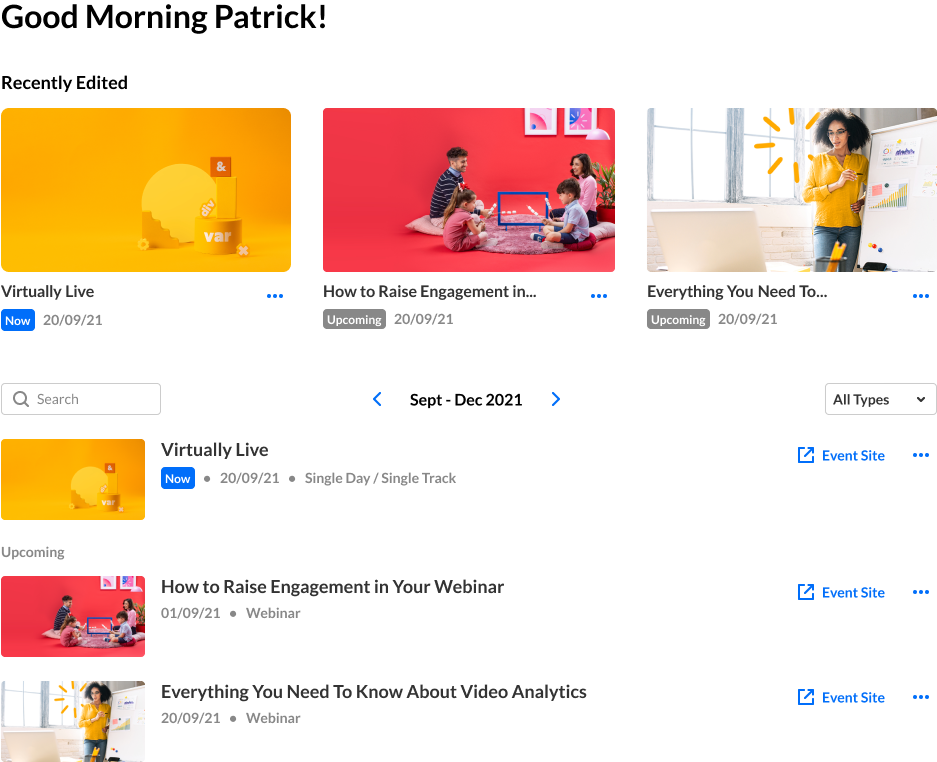 Good Morning Patrick!
Recently Edited
&
div
var
Virtually Live
How to Raise Engagement in...
Everything You Need To...
Now 20/09/21
Upcoming 20/09/21
Upcoming 20/09/21
Search
Sept - Dec 2021
All Types
&
var
Virtually Live
Event Site
Now • 20/09/21 • Single Day / Single Track
Upcoming
How to Raise Engagement in Your Webinar
Event Site
01/09/21 • Webinar
Everything You Need To Know About Video Analytics
Event Site
20/09/21 • Webinar